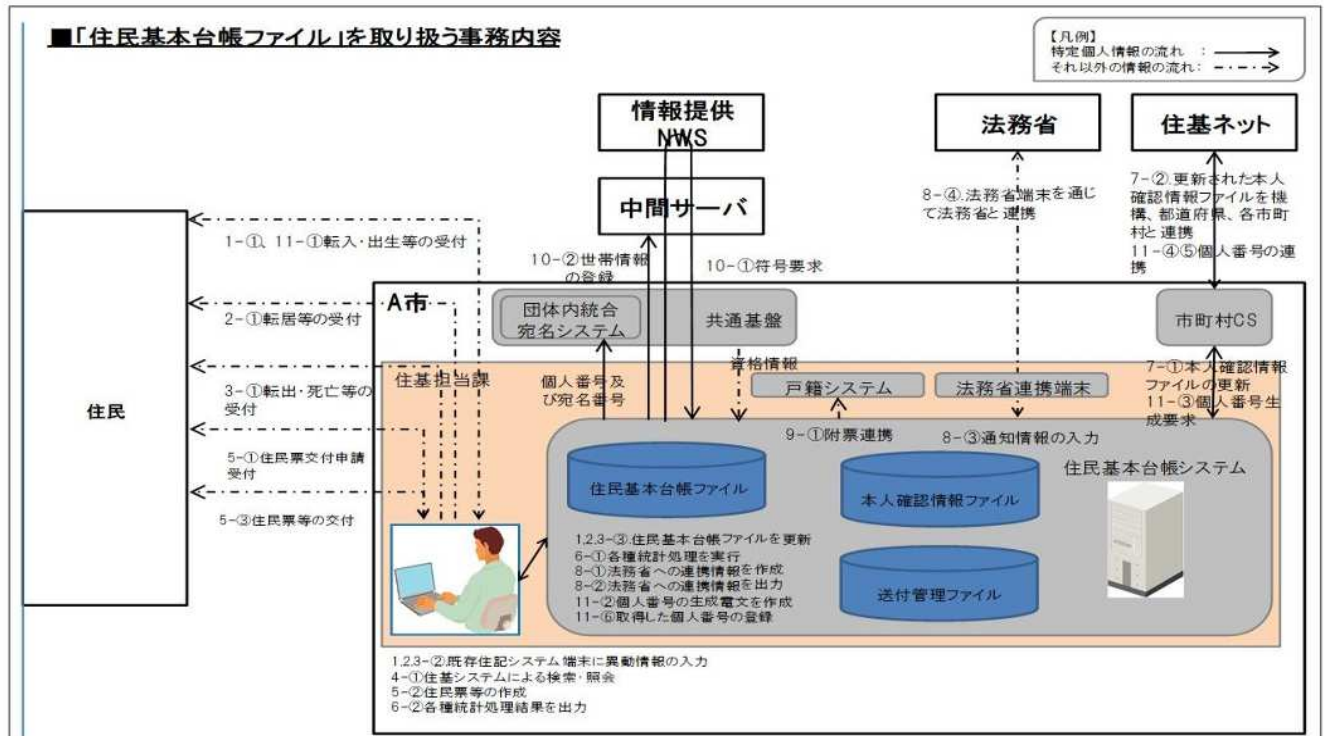 ■「住民基本台帳ファイル」を取り扱う事務内容
【凡例】
特定個人情報の流れ :
それ以外の情報の流れ:
情報提供
NWS
法務省
住基ネット
中間サーバ
8-④.法務省端末を通じ
て法務省と連携
7-②.更新された本人
確認情報ファイルを機
構、都道府県、各市町
村と連携
11-④⑤個人番号の連
携
住民
1-①、11-①転入・出生等の受付
10-②世帯情報
の登録
10-①符号要求
A市
団体内統合
宛名システム
共通基盤
市町村CS
2-①転居等の受付
住基担当課
個人番号及
び宛名番号
資格情報
戸籍システム
法務省連携端末
7-①本人確認情報
ファイルの更新
11-③個人番号生
成要求
3-①転出・死亡等の
受付
9-①附票連携
8-③通知情報の入力
住民基本台帳システム
5-①住民票交付申請
受付
住民基本台帳ファイル
本人確認情報ファイル
5-③住民票等の交付
1,2,3-③.住民基本台帳ファイルを更新
6-①各種統計処理を実行
8-①法務省への連携情報を作成
8-②法務省への連携情報を出力
11-②個人番号の生成電文を作成
11-⑥取得した個人番号の登録
送付管理ファイル
1,2,3-②.既存住記システム端末に異動情報の入力
4-①住基システムによる検索・照会
5-②住民票等の作成
6-②各種統計処理結果を出力